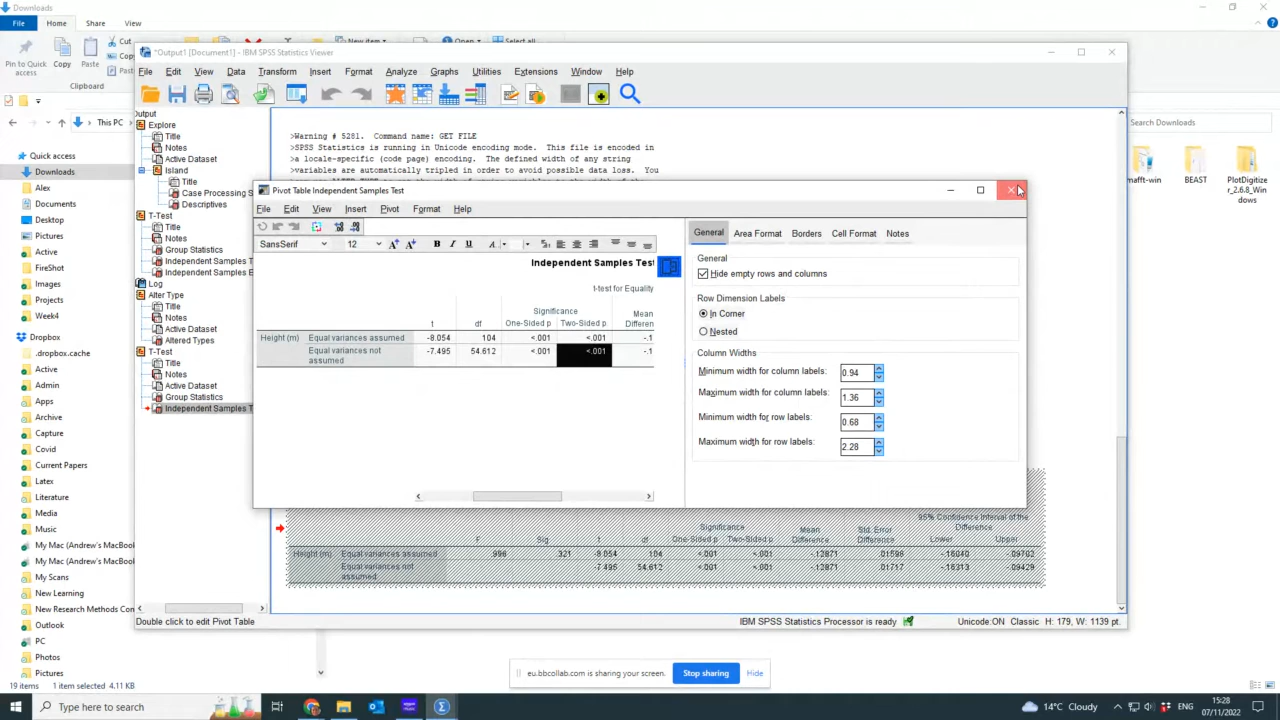 Downloads
File Home Share View
Pin to Quick access
Copy
Paste
Cut
New item
Open
Select all
Clipboard
This PC
Search Downloads
Quick access
Downloads
Alex
Documents
Desktop
Pictures
Active
FireShot
Images
Projects
Week4
Dropbox
.dropbox.cache
Active
Admin
Apps
Archive
Capture
Covid
Current Papers
Latex
Literature
Media
Music
My Mac (Andrew's MacBook
My Mac (Andrew's MacBook
My Scans
New Learning
New Research Methods Con
Outlook
PC
Photos
Pictures
19 items 1 item selected 4.11 KB
mafft-win
BEAST
PlotDigitizer_2.6.8_Windows
*Output1 [Document1] - IBM SPSS Statistics Viewer
File Edit View Data Transform Insert Format Analyze Graphs Utilities Extensions Window Help
Output
Explore
Title
Notes
Active Dataset
Island
Title
Case Processing S
Descriptives
T-Test
Title
Notes
Group Statistics
Independent Samples T
Independent Samples E
Log
Alter Type
Title
Notes
Active Dataset
Altered Types
T-Test
Title
Notes
Active Dataset
Group Statistics
Independent Samples T
>Warning # 5281. Command name: GET FILE
>SPSS Statistics is running in Unicode encoding mode. This file is encoded in
>a locale-specific (code page) encoding. The defined width of any string
>variables are automatically tripled in order to avoid possible data loss. You
Pivot Table Independent Samples Test
File Edit View Insert Pivot Format Help
SansSerif 12 B I U A
Independent Samples Test
t-test for Equality
Significance
t df One-Sided p Two-Sided p Mean Differen
Height (m) Equal variances assumed -8.054 104 <.001 <.001 -.1
Equal variances not assumed -7.495 54.612 <.001 <.001 -.1
General Area Format Borders Cell Format Notes
General
Hide empty rows and columns
Row Dimension Labels
In Corner
Nested
Column Widths
Minimum width for column labels: 0.94
Maximum width for column labels: 1.36
Minimum width for row labels: 0.68
Maximum width for row labels: 2.28
95% Confidence Interval of the Difference
Significance
F Sig. t df One-Sided p Two-Sided p Mean Difference Std. Error Difference Lower Upper
Height (m) Equal variances assumed .996 .321 -8.054 104 <.001 <.001 -.12871 .01598 -.16040 -.09702
Equal variances not assumed -7.495 54.612 <.001 <.001 -.12871 .01717 -.16313 -.09429
Double click to edit Pivot Table
IBM SPSS Statistics Processor is ready
Unicode:ON Classic H: 179, W: 1139 pt.
eu.bbcollab.com is sharing your screen.
Stop sharing
Hide
Type here to search
14°C Cloudy
ENG
15:28
07/11/2022